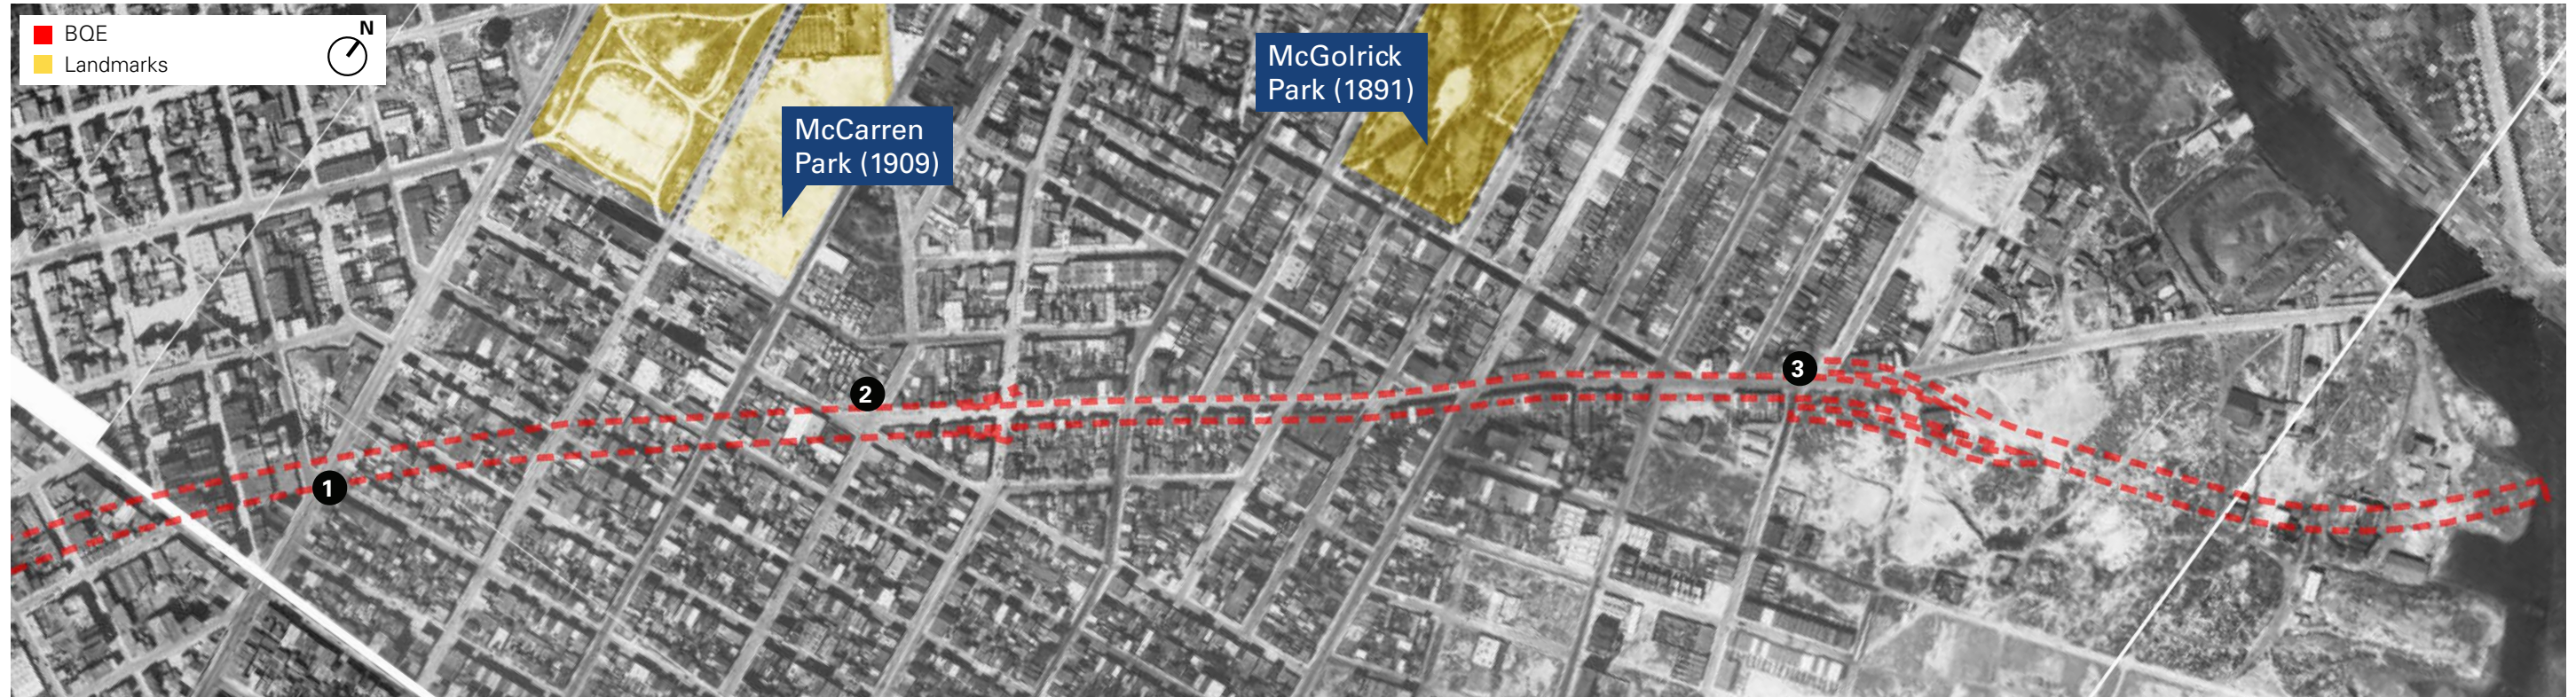 BQE
Landmarks
N
McCarren
Park (1909)
McGolrick
Park (1891)
1
2
3